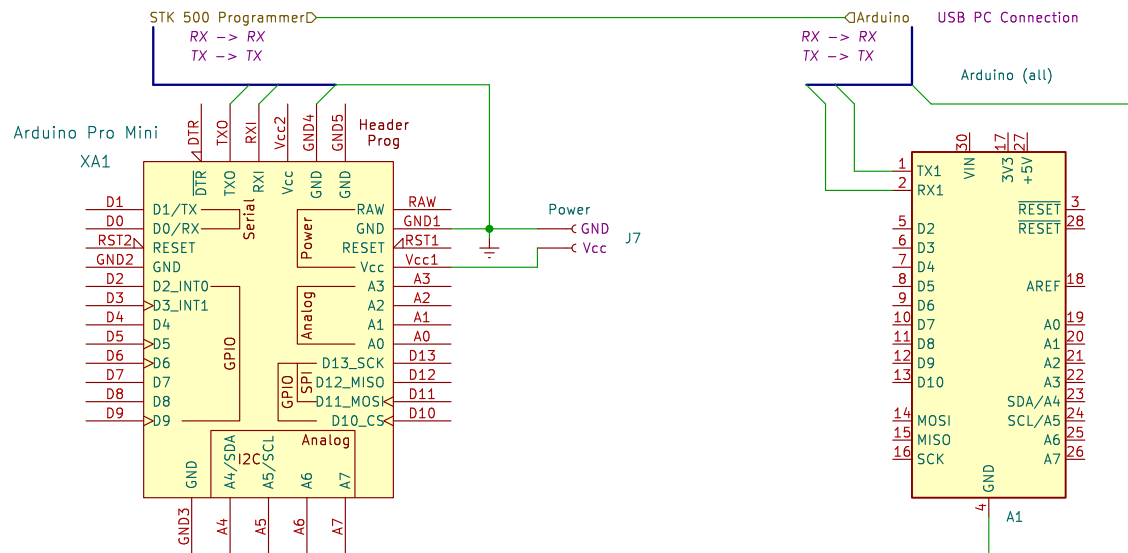 STK 500 Programmer
Arduino
USB PC Connection
RX -> RX
TX -> TX
RX -> RX
TX -> TX
Arduino (all)
Arduino Pro Mini
XA1
Header
Prog
DTR
TXO
RXI
Vcc2
GND4
GND5
DTR
TXO
RXI
Vcc
GND
GND
D1
D0
RST2
GND2
D2
D3
D4
D5
D6
D7
D8
D9
D1/TX
D0/RX
RESET
GND
D2_INT0
D3_INT1
D4
D5
D6
D7
D8
D9
Serial
GPIO
Power
Analog
GPIO
SPI
RAW
GND
RESET
Vcc
A3
A2
A1
A0
D13_SCK
D12_MISO
D11_MOSI
D10_CS
RAW
GND1
RST1
Vcc1
A3
A2
A1
A0
D13
D12
D11
D10
Analog
I2C
GND
A4/SDA
A5/SCL
A6
A7
GND3
A4
A5
A6
A7
Power
GND
Vcc
J7
30
17
27
VIN
3V3
+5V
1
2
5
6
7
8
9
10
11
12
13
14
15
16
TX1
RX1
D2
D3
D4
D5
D6
D7
D8
D9
D10
MOSI
MISO
SCK
RESET
RESET
AREF
A0
A1
A2
A3
SDA/A4
SCL/A5
A6
A7
3
28
18
19
20
21
22
23
24
25
26
GND
4
A1